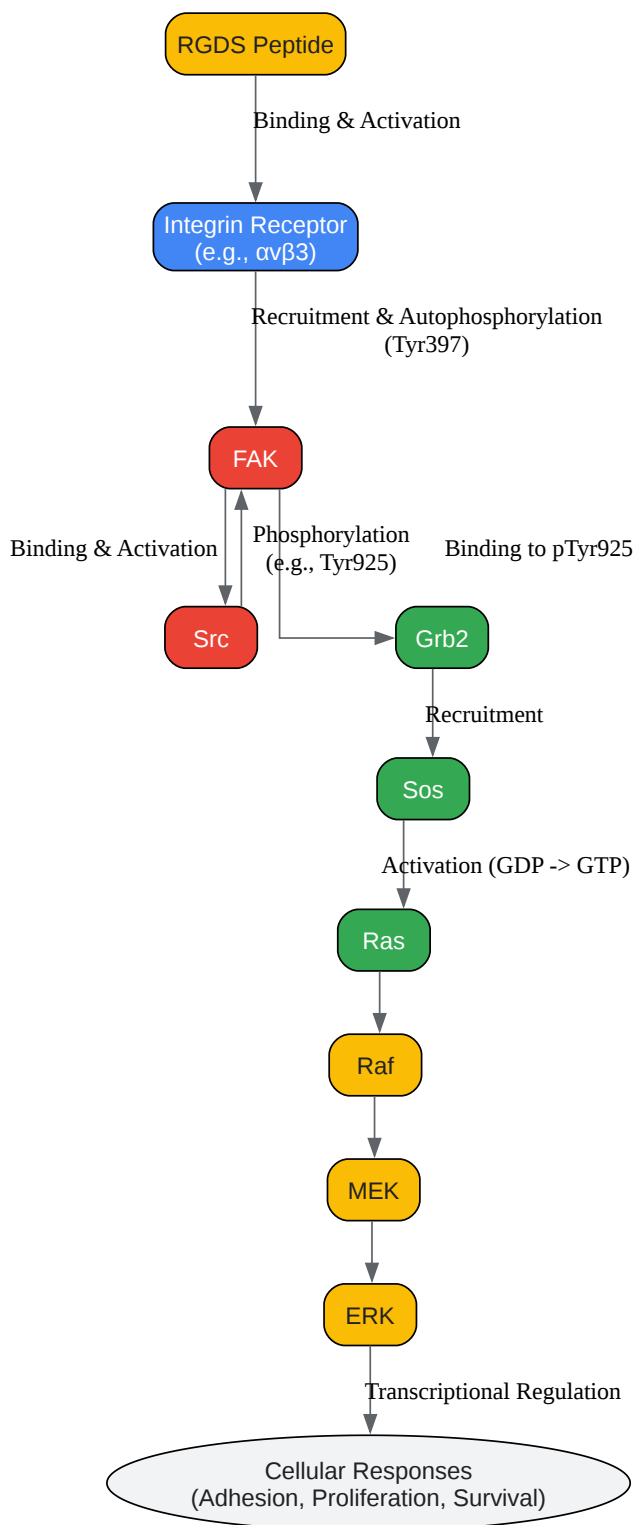 RGDS Peptide
Binding & Activation
Integrin Receptor
(e.g., αvβ3)
Recruitment & Autophosphorylation
(Tyr397)
FAK
Binding & Activation
Phosphorylation
(e.g., Tyr925)
Binding to pTyr925
Src
Grb2
Recruitment
Sos
Activation (GDP -> GTP)
Ras
Raf
MEK
ERK
Transcriptional Regulation
Cellular Responses
(Adhesion, Proliferation, Survival)